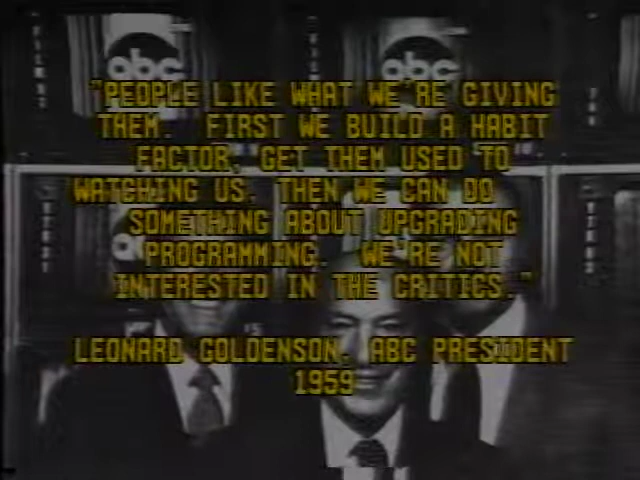 abc abc
"PEOPLE LIKE WHAT WE'RE GIVING
THEM. FIRST WE BUILD A HABIT
FACTOR, GET THEM USED TO
WATCHING US. THEN WE CAN DO
SOMETHING ABOUT UPGRADING
PROGRAMMING. WE'RE NOT
INTERESTED IN THE CRITICS."
LEONARD GOLDENSON, ABC PRESIDENT
1959